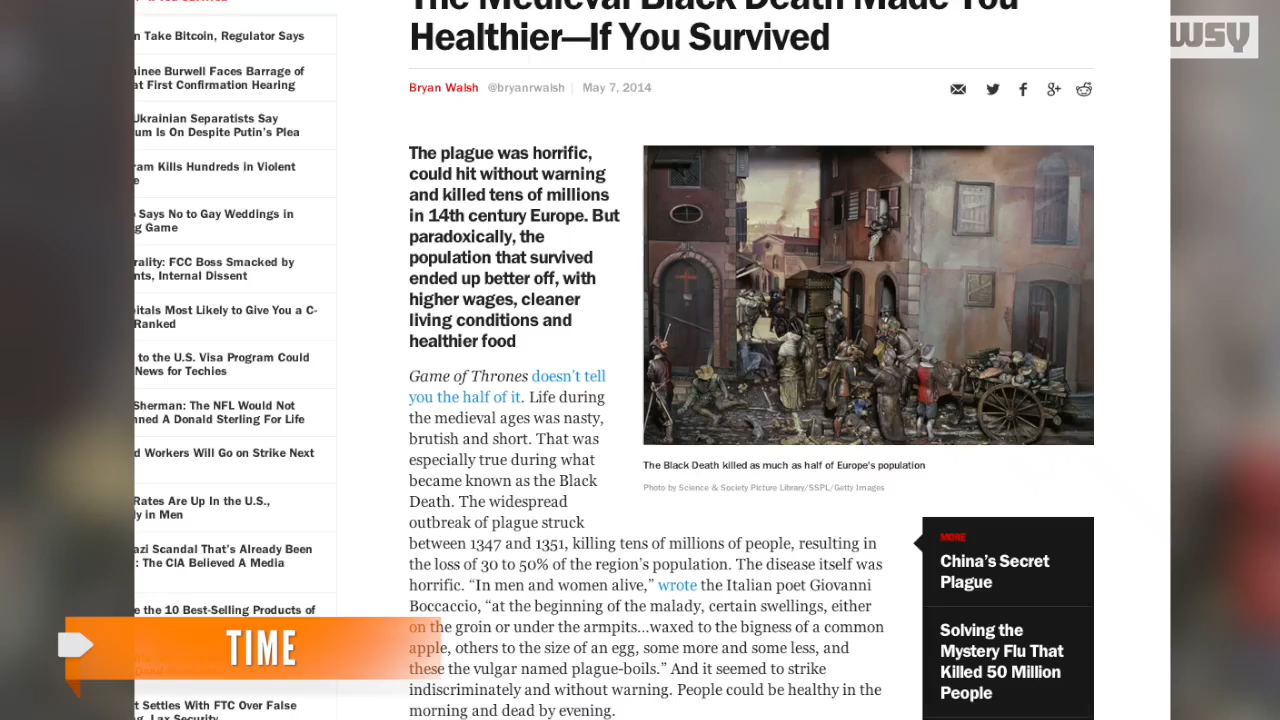 The Medieval Black Death Made You
Healthier—If You Survived
WSY
Bryan Walsh @bryanrwalsh May 7, 2014
Take Bitcoin, Regulator Says
Burwell Faces Barrage of
First Confirmation Hearing
Ukrainian Separatists Say
Is On Despite Putin's Plea
Kills Hundreds in Violent
Says No to Gay Weddings in
Game
FCC Boss Smacked by
Internal Dissent
Most Likely to Give You a C-
Ranked
to the U.S. Visa Program Could
News for Techies
Sherman: The NFL Would Not
A Donald Sterling For Life
Workers Will Go on Strike Next
Rates Are Up In the U.S.,
in Men
Scandal That's Already Been
: The CIA Believed A Media
the 10 Best-Selling Products of
Settles With FTC Over False
Lax Security
The plague was horrific,
could hit without warning
and killed tens of millions
in 14th century Europe. But
paradoxically, the
population that survived
ended up better off, with
higher wages, cleaner
living conditions and
healthier food
Game of Thrones doesn't tell
you the half of it. Life during
the medieval ages was nasty,
brutish and short. That was
especially true during what
became known as the Black
Death. The widespread
outbreak of plague struck
between 1347 and 1351, killing tens of millions of people, resulting in
the loss of 30 to 50% of the region's population. The disease itself was
horrific. “In men and women alive,” wrote the Italian poet Giovanni
Boccaccio, “at the beginning of the malady, certain swellings, either
on the groin or under the armpits...waxed to the bigness of a common
apple, others to the size of an egg, some more and some less, and
these the vulgar named plague-boils.” And it seemed to strike
indiscriminately and without warning. People could be healthy in the
morning and dead by evening.
The Black Death killed as much as half of Europe's population
Photo by Science & Society Picture Library/SSPL/Getty Images
MORE
China's Secret
Plague
Solving the
Mystery Flu That
Killed 50 Million
People
TIME